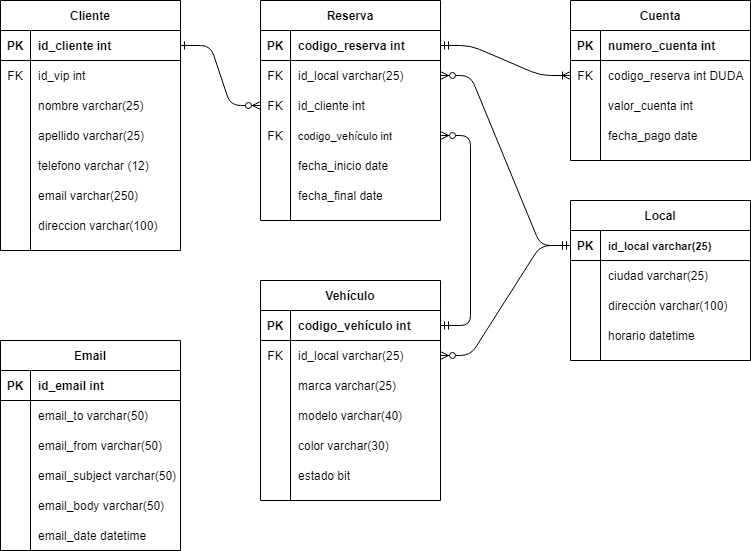 Cliente
PK id_cliente int
FK id_vip int
nombre varchar(25)
apellido varchar(25)
telefono varchar (12)
email varchar(250)
direccion varchar(100)
Reserva
PK codigo_reserva int
FK id_local varchar(25)
FK id_cliente int
FK codigo_vehículo int
fecha_inicio date
fecha_final date
Cuenta
PK numero_cuenta int
FK codigo_reserva int DUDA
valor_cuenta int
fecha_pago date
Local
PK id_local varchar(25)
ciudad varchar(25)
dirección varchar(100)
horario datetime
Vehículo
PK codigo_vehículo int
FK id_local varchar(25)
marca varchar(25)
modelo varchar(40)
color varchar(30)
estado bit
Email
PK id_email int
email_to varchar(50)
email_from varchar(50)
email_subject varchar(50)
email_body varchar(50)
email_date datetime